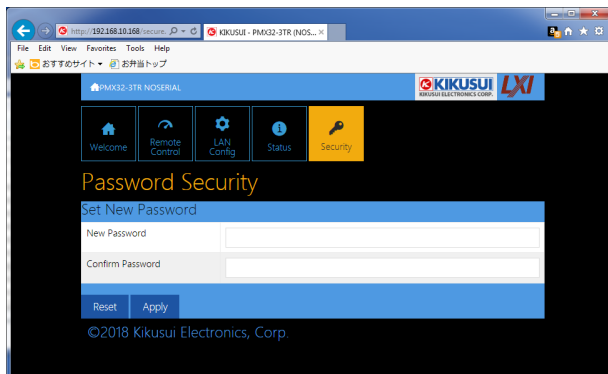 http://192.168.10.168/secure.
KIKUSUI - PMX32-3TR (NOS...
File Edit View Favorites Tools Help
おすすめサイト お弁当トップ
PMX32-3TR NOSERIAL
KIKUSUI
KIKUSUI ELECTRONICS CORP.
LXI
Welcome
Remote Control
LAN Config
Status
Security
Password Security
Set New Password
New Password
Confirm Password
Reset Apply
©2018 Kikusui Electronics, Corp.